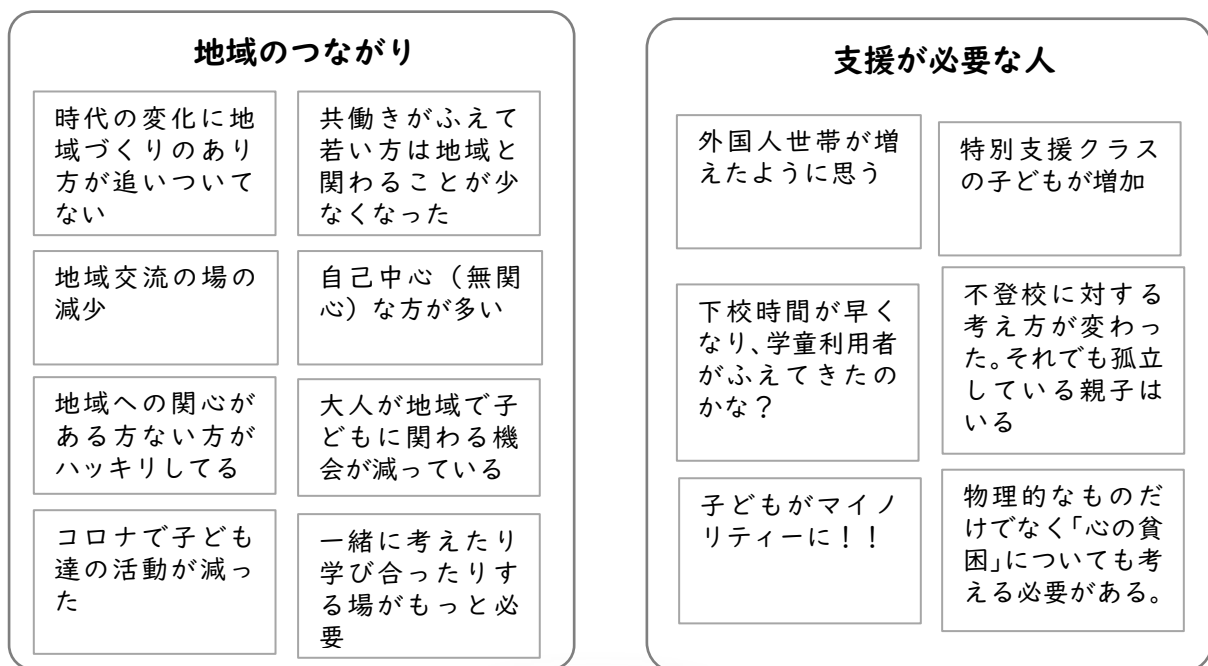 地域のつながり
時代の変化に地
域づくりのあり
方が追いついて
ない
共働きがふえて
若い方は地域と
関わることが少
なくなった
地域交流の場の
減少
自己中心（無関
心）な方が多い
地域への関心が
ある方ない方が
ハッキリしてる
大人が地域で子
どもに関わる機
会が減っている
コロナで子ども
達の活動が減っ
た
一緒に考えたり
学び合ったりす
る場がもっと必
要
支援が必要な人
外国人世帯が増
えたように思う
特別支援クラス
の子どもが増加
下校時間が早く
なり、学童利用者
がふえてきたの
かな？
不登校に対する
考え方が変わっ
た。それでも孤立
している親子は
いる
子どもがマイノ
リティーに！！
物理的なものだ
けでなく「心の貧
困」についても考
える必要がある。